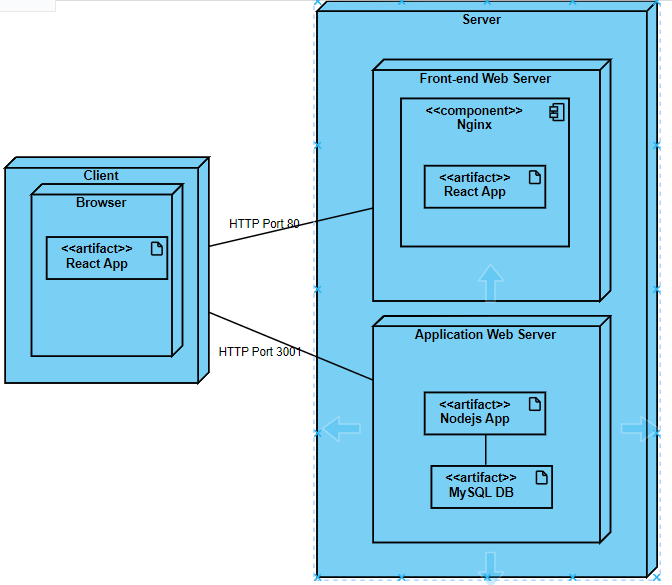 Server
Front-end Web Server
<<component>>
Nginx
<<artifact>>
React App
Client
Browser
<<artifact>>
React App
HTTP Port 80
HTTP Port 3001
Application Web Server
<<artifact>>
Nodejs App
<<artifact>>
MySQL DB